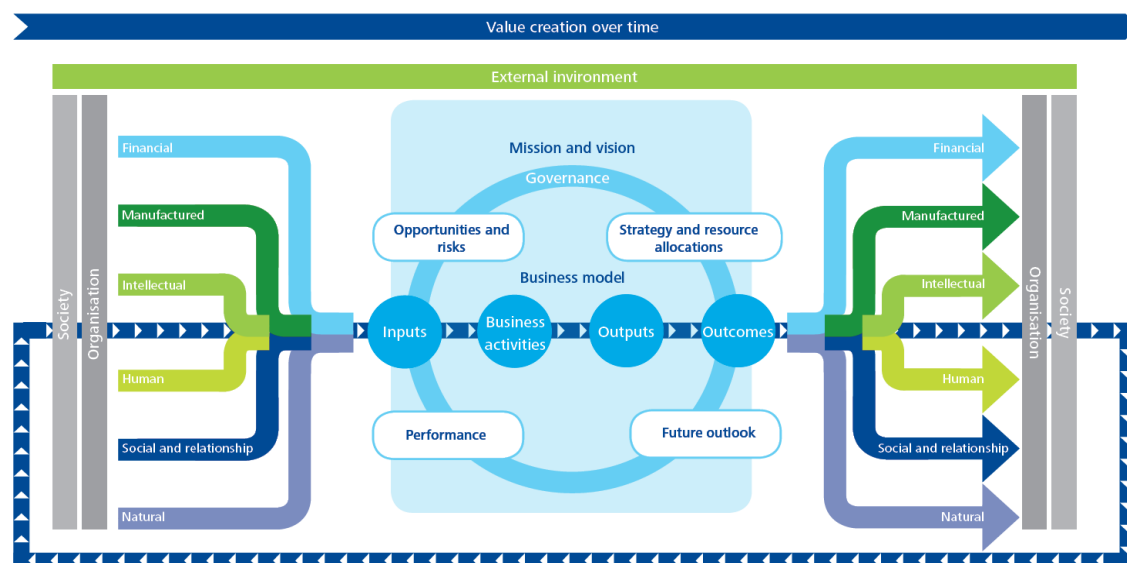 Value creation over time
External invironment
Society
Organisation
Financial
Manufactured
Intellectual
Human
Social and relationship
Natural
Mission and vision
Governance
Opportunities and
risks
Strategy and resource
allocations
Business model
Inputs
Business
activities
Outputs
Outcomes
Performance
Future outlook
Financial
Manufactured
Intellectual
Human
Social and relationship
Natural
Organisation
Society